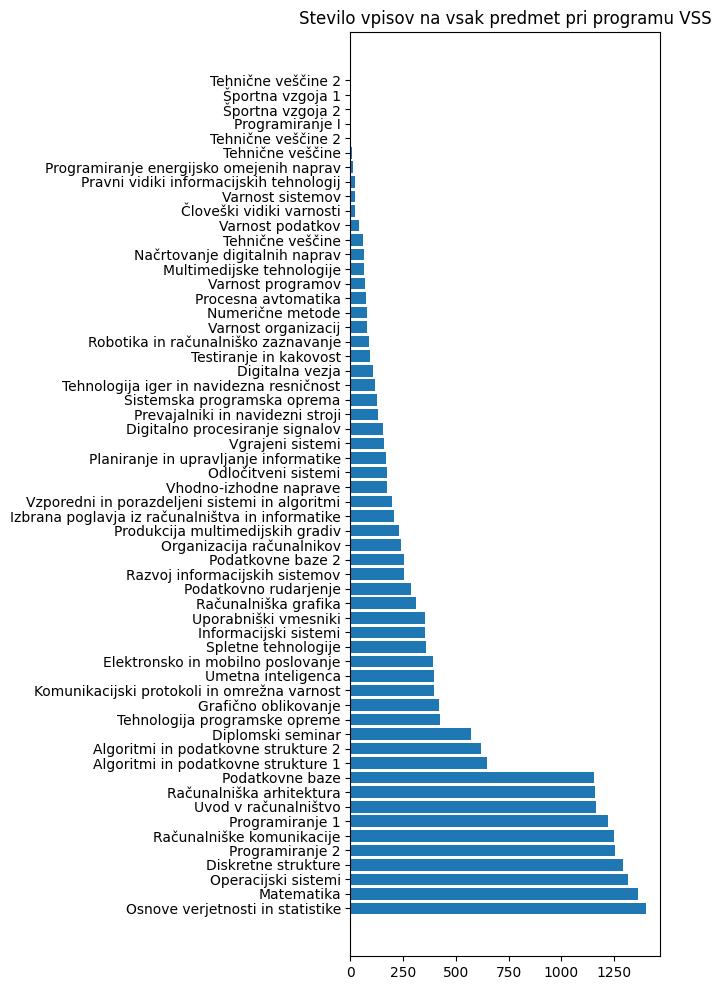 Stevilo vpisov na vsak predmet pri programu VSS
Tehnične veščine 2
Športna vzgoja 1
Športna vzgoja 2
Programiranje I
Tehnične veščine 2
Tehnične veščine
Programiranje energijsko omejenih naprav
Pravni vidiki informacijskih tehnologij
Varnost sistemov
Človeški vidiki varnosti
Varnost podatkov
Tehnične veščine
Načrtovanje digitalnih naprav
Multimedijske tehnologije
Varnost programov
Procesna avtomatika
Numerične metode
Varnost organizacij
Robotika in računalniško zaznavanje
Testiranje in kakovost
Digitalna vezja
Tehnologija iger in navidezna resničnost
Sistemska programska oprema
Prevajalniki in navidezni stroji
Digitalno procesiranje signalov
Vgrajeni sistemi
Planiranje in upravljanje informatike
Odločitveni sistemi
Vhodno-izhodne naprave
Vzporedni in porazdeljeni sistemi in algoritmi
Izbrana poglavja iz računalništva in informatike
Produkcija multimedijskih gradiv
Organizacija računalnikov
Podatkovne baze 2
Razvoj informacijskih sistemov
Podatkovno rudarjenje
Računalniška grafika
Uporabniški vmesniki
Informacijski sistemi
Spletne tehnologije
Elektronsko in mobilno poslovanje
Umetna inteligenca
Komunikacijski protokoli in omrežna varnost
Grafično oblikovanje
Tehnologija programske opreme
Diplomski seminar
Algoritmi in podatkovne strukture 2
Algoritmi in podatkovne strukture 1
Podatkovne baze
Računalniška arhitektura
Uvod v računalništvo
Programiranje 1
Računalniške komunikacije
Programiranje 2
Diskretne strukture
Operacijski sistemi
Matematika
Osnove verjetnosti in statistike
0 250 500 750 1000 1250